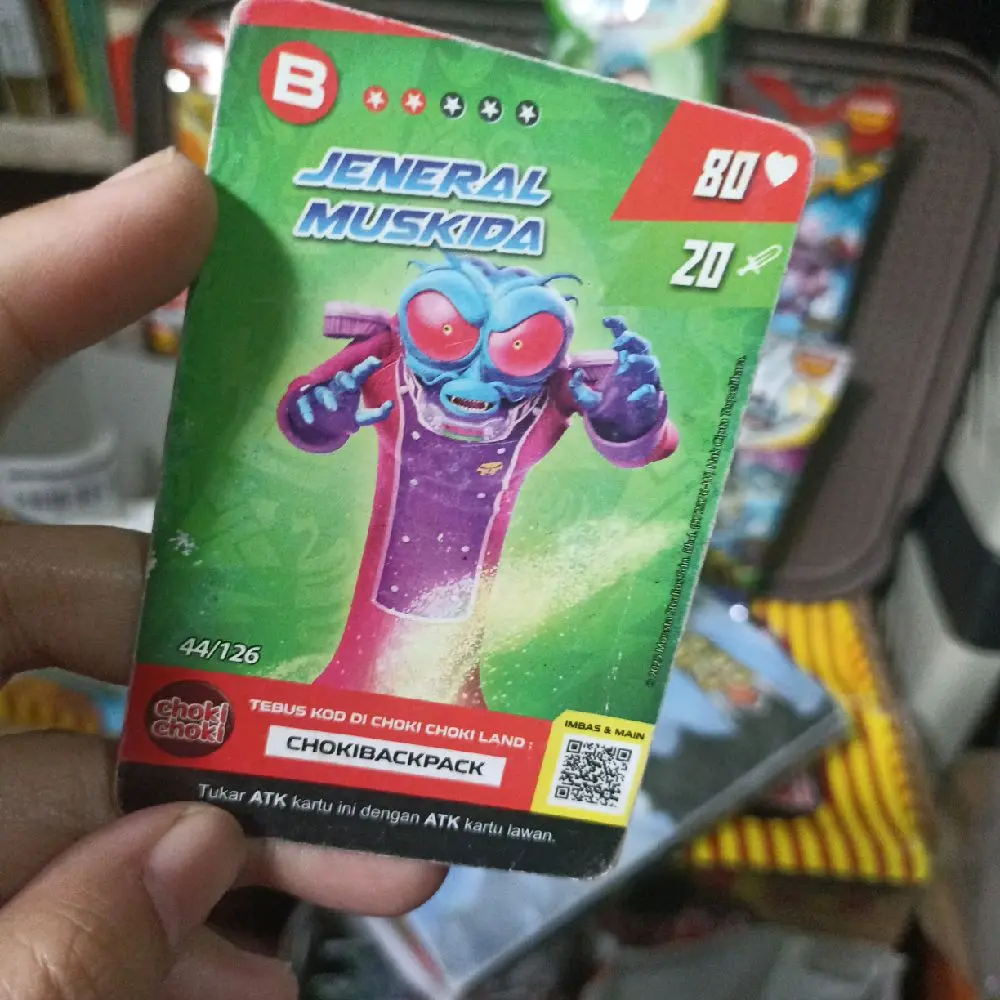 B
80
JENERAL
MUSKIDA
20
44/126
choki
choki
TEBUS KOD DI CHOKI CHOKI LAND :
CHOKIBACKPACK
IMBAS & MAIN
Tukar ATK kartu ini dengan ATK kartu lawan.